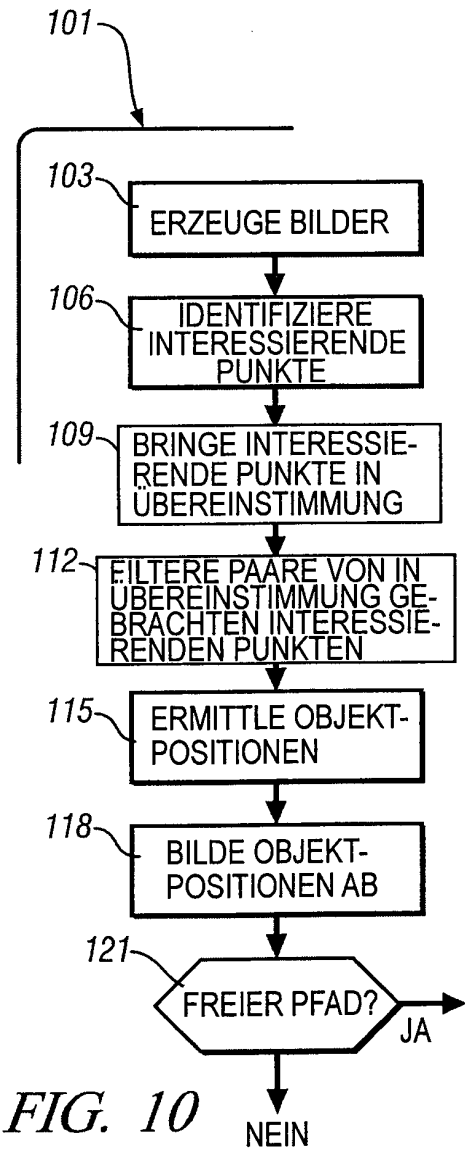 101
103
ERZEUGE BILDER
106
IDENTIFIZIERE
INTERESSIERENDE
PUNKTE
109
BRINGE INTERESSIE-
RENDE PUNKTE IN
ÜBEREINSTIMMUNG
112
FILTERE PAARE VON IN
ÜBEREINSTIMMUNG GE-
BRACHTEN INTERESSIE-
RENDEN PUNKTEN
115
ERMITTLE OBJEKT-
POSITIONEN
118
BILDE OBJEKT-
POSITIONEN AB
121
FREIER PFAD?
JA
NEIN
FIG. 10